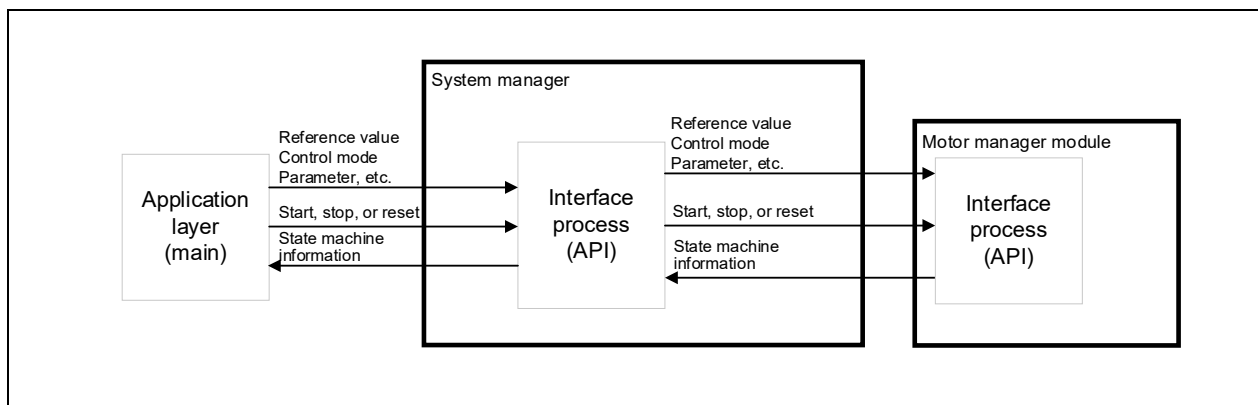 System manager
Reference value
Control mode
Parameter, etc.
Start, stop, or reset
State machine
information
Application
layer
(main)
Interface
process
(API)
Reference value
Control mode
Parameter, etc.
Start, stop, or reset
State machine
information
Motor manager module
Interface
process
(API)